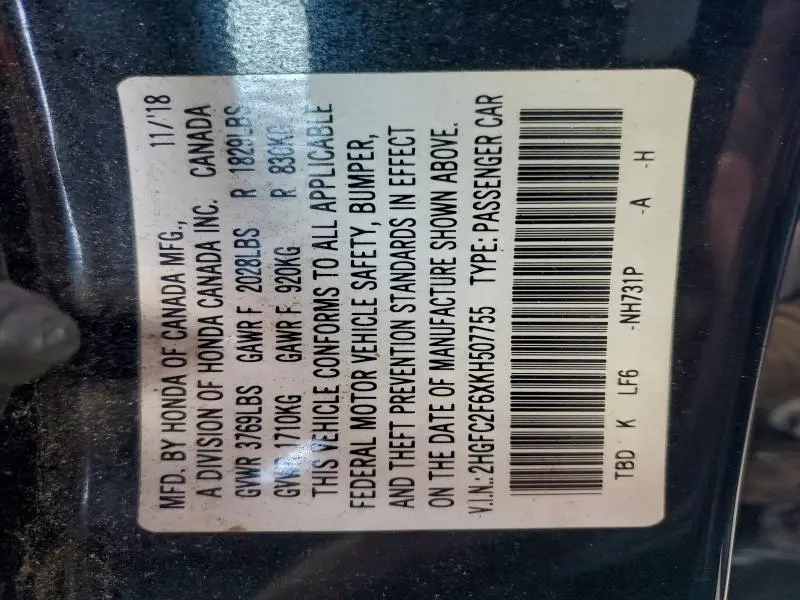 MFD. BY HONDA OF CANADA MFG., 11/'18
A DIVISION OF HONDA CANADA INC. CANADA
GVWR 3769LBS GAWR F 2028LBS R 1829LBS
GVWR 1710KG GAWR F 920KG R 830KG
THIS VEHICLE CONFORMS TO ALL APPLICABLE
FEDERAL MOTOR VEHICLE SAFETY, BUMPER,
AND THEFT PREVENTION STANDARDS IN EFFECT
ON THE DATE OF MANUFACTURE SHOWN ABOVE.
V.I.N.: 2HGFC2F6XKH507755 TYPE: PASSENGER CAR
TBD K LF6 -NH731P -A -H